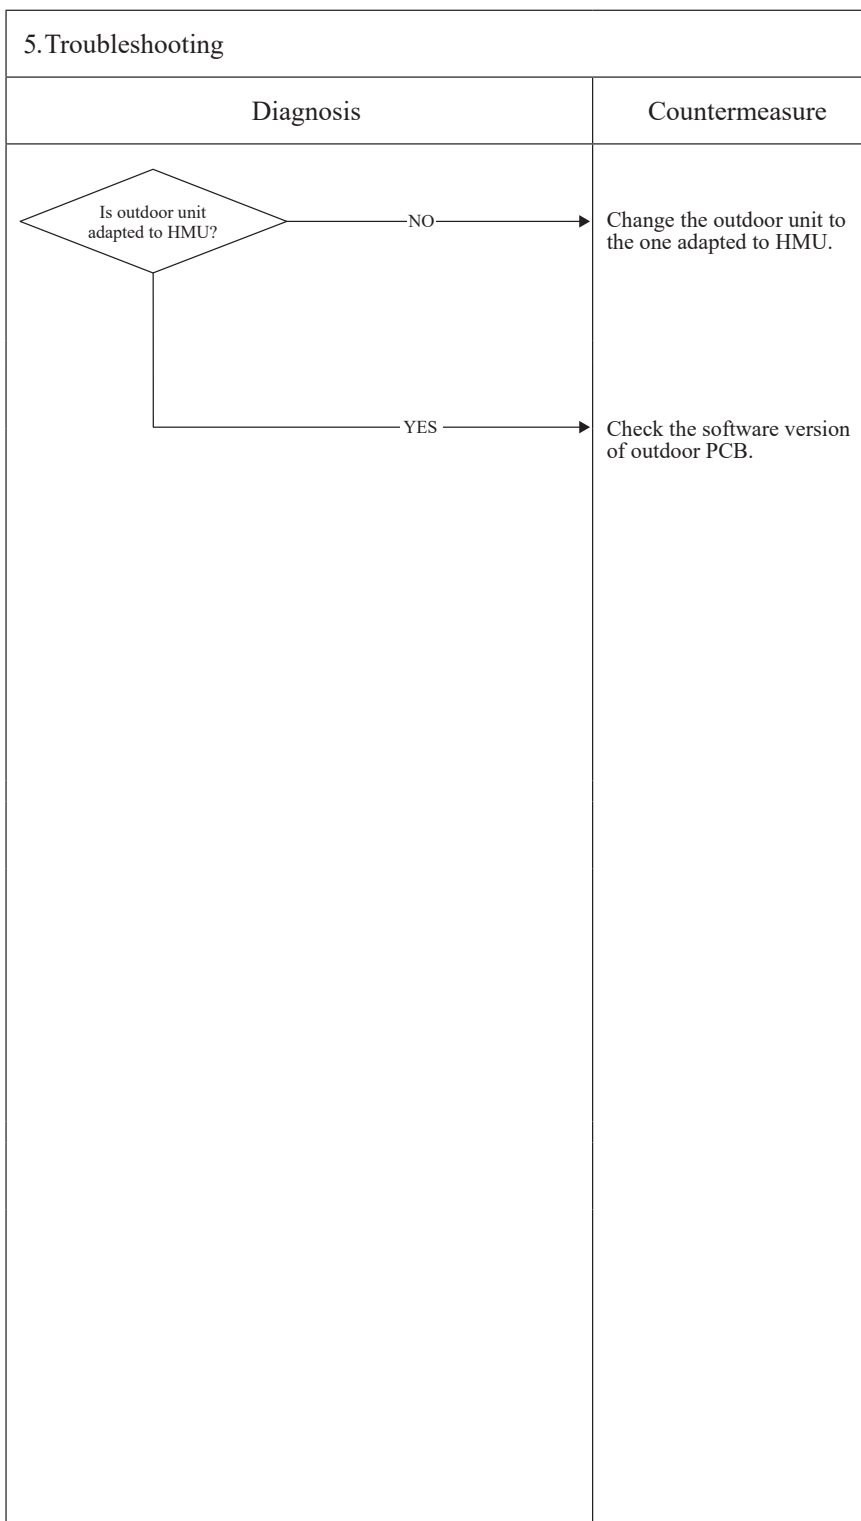 5.Troubleshooting
Diagnosis
Countermeasure
Is outdoor unit
adapted to HMU?
NO
Change the outdoor unit to
the one adapted to HMU.
YES
Check the software version
of outdoor PCB.